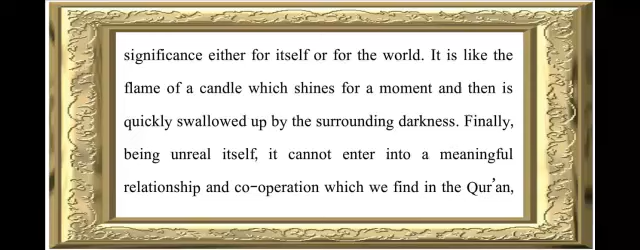 significance either for itself or for the world. It is like the
flame of a candle which shines for a moment and then is
quickly swallowed up by the surrounding darkness. Finally,
being unreal itself, it cannot enter into a meaningful
relationship and co-operation which we find in the Qur'an,